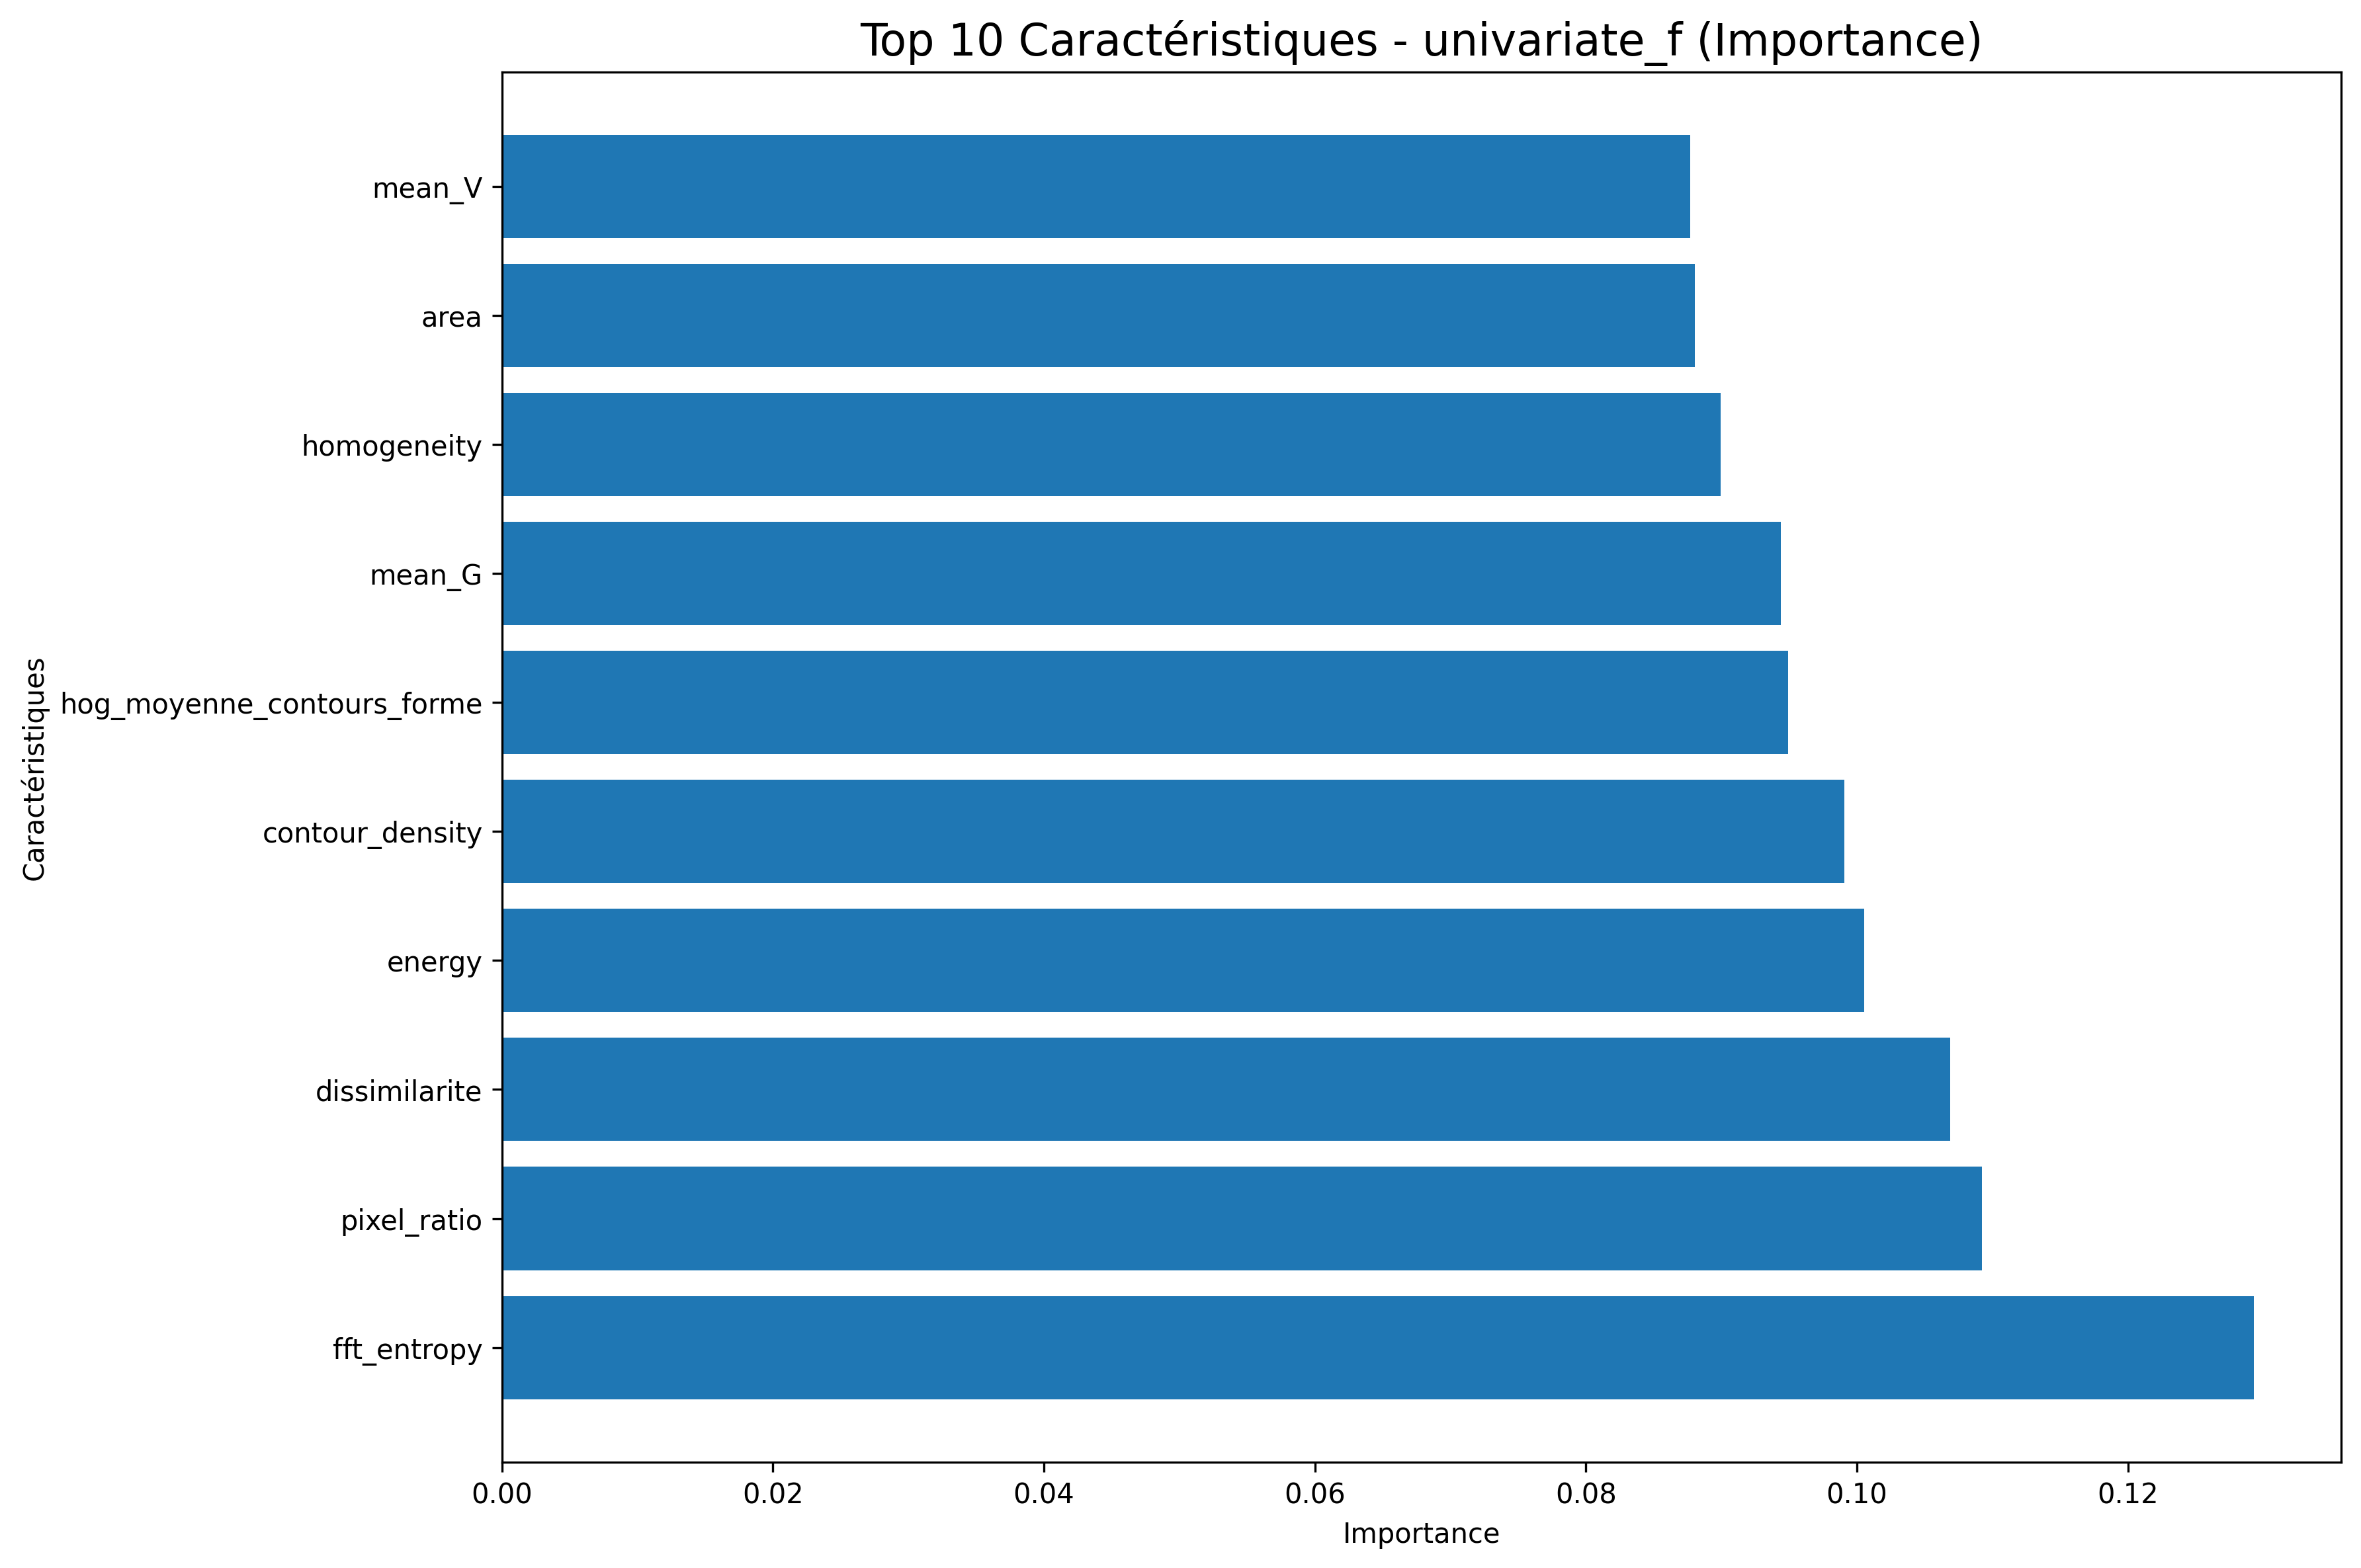 Top 10 Caractéristiques - univariate_f (Importance)
Caractéristiques
mean_V
area
homogeneity
mean_G
hog_moyenne_contours_forme
contour_density
energy
dissimilarite
pixel_ratio
fft_entropy
0.00 0.02 0.04 0.06 0.08 0.10 0.12
Importance